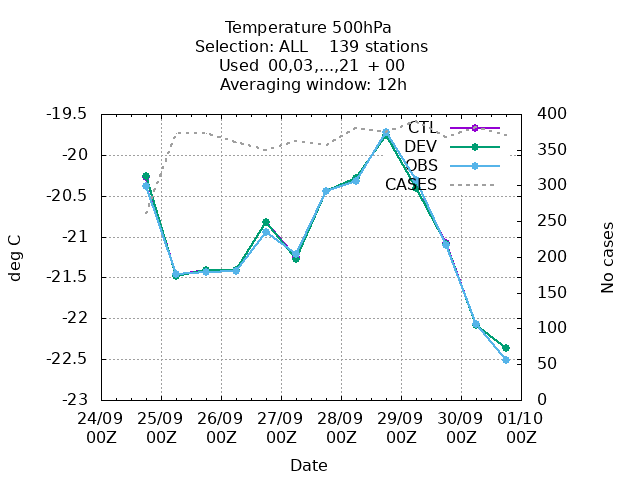 Temperature 500hPa
Selection: ALL    139 stations
Used 00,03,...,21 + 00
Averaging window: 12h
-19.5
-20
-20.5
-21
-21.5
-22
-22.5
-23
deg C
CTL
DEV
OBS
CASES
400
350
300
250
200
150
100
50
0
No cases
24/09 25/09 26/09 27/09 28/09 29/09 30/09 01/10
00Z 00Z 00Z 00Z 00Z 00Z 00Z 00Z
Date